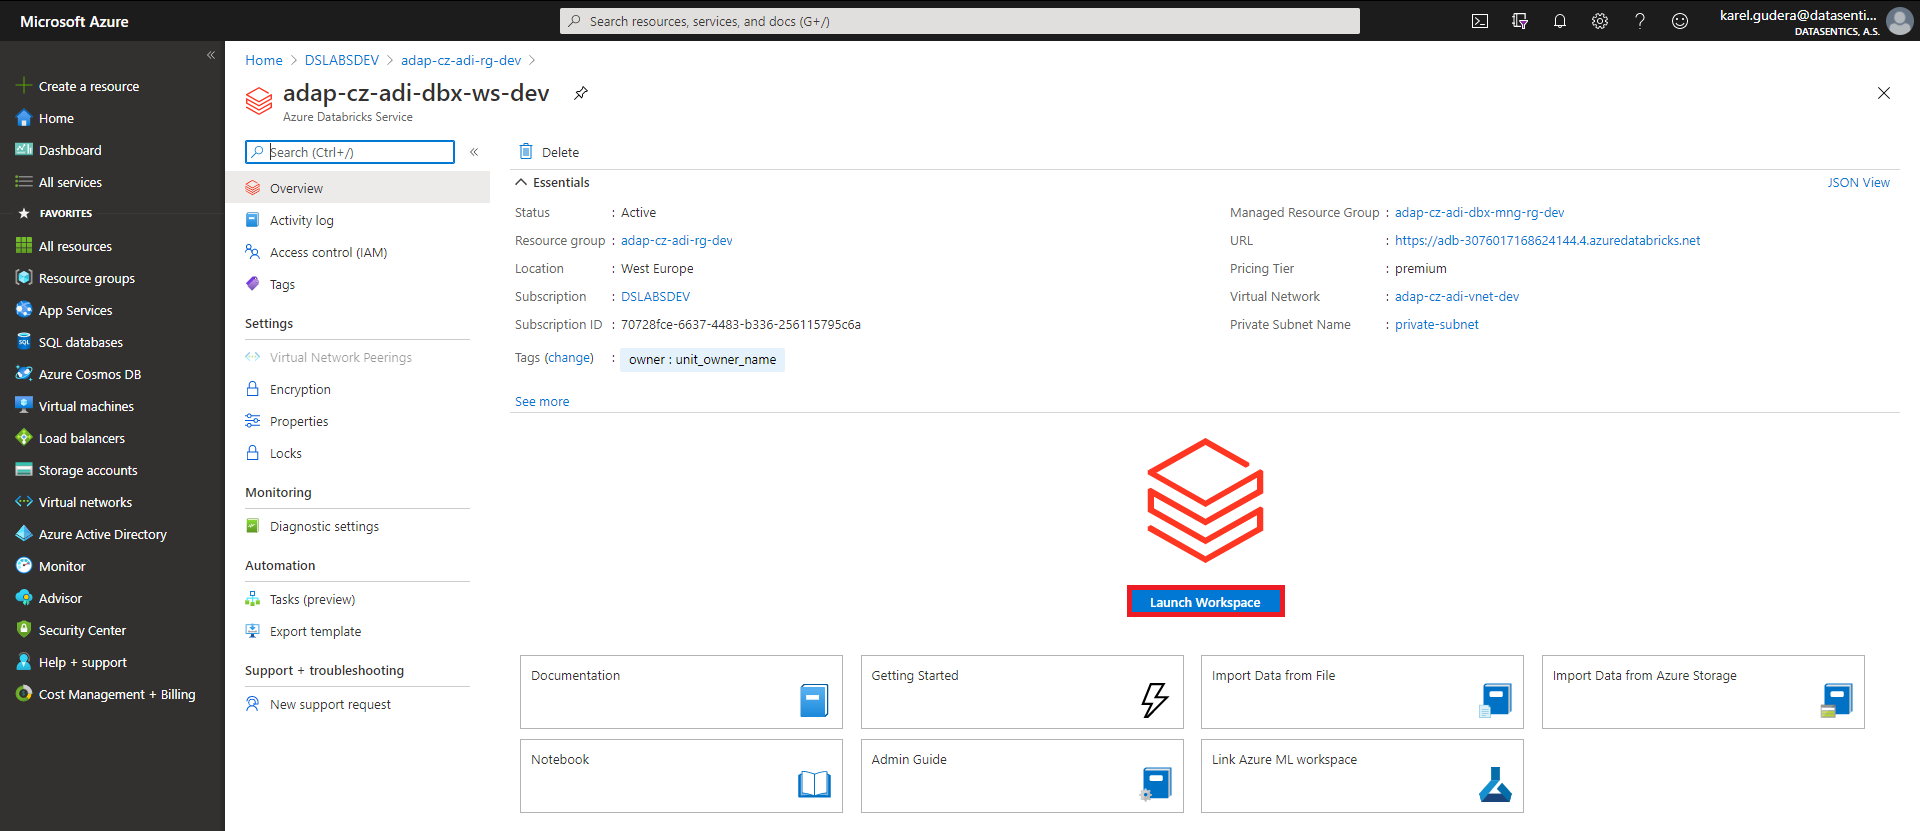 Microsoft Azure
Search resources, services, and docs (G+/)
karel.gudera@datasenti...
DATASENTICS, A.S.
Create a resource
Home
Dashboard
All services
FAVORITES
All resources
Resource groups
App Services
SQL databases
Azure Cosmos DB
Virtual machines
Load balancers
Storage accounts
Virtual networks
Azure Active Directory
Monitor
Advisor
Security Center
Help + support
Cost Management + Billing
Home > DSLABSDEV > adap-cz-adi-rg-dev >
adap-cz-adi-dbx-ws-dev
Azure Databricks Service
Search (Ctrl+/)
Overview
Activity log
Access control (IAM)
Tags
Settings
Virtual Network Peerings
Encryption
Properties
Locks
Monitoring
Diagnostic settings
Automation
Tasks (preview)
Export template
Support + troubleshooting
New support request
Delete
Essentials
JSON View
Status : Active
Resource group : adap-cz-adi-rg-dev
Location : West Europe
Subscription : DSLABSDEV
Subscription ID : 70728fce-6637-4483-b336-256115795c6a
Tags (change) : owner : unit_owner_name
See more
Managed Resource Group : adap-cz-adi-dbx-mng-rg-dev
URL : https://adb-3076017168624144.4.azuredatabricks.net
Pricing Tier : premium
Virtual Network : adap-cz-adi-vnet-dev
Private Subnet Name : private-subnet
Launch Workspace
Documentation
Getting Started
Import Data from File
Import Data from Azure Storage
Notebook
Admin Guide
Link Azure ML workspace